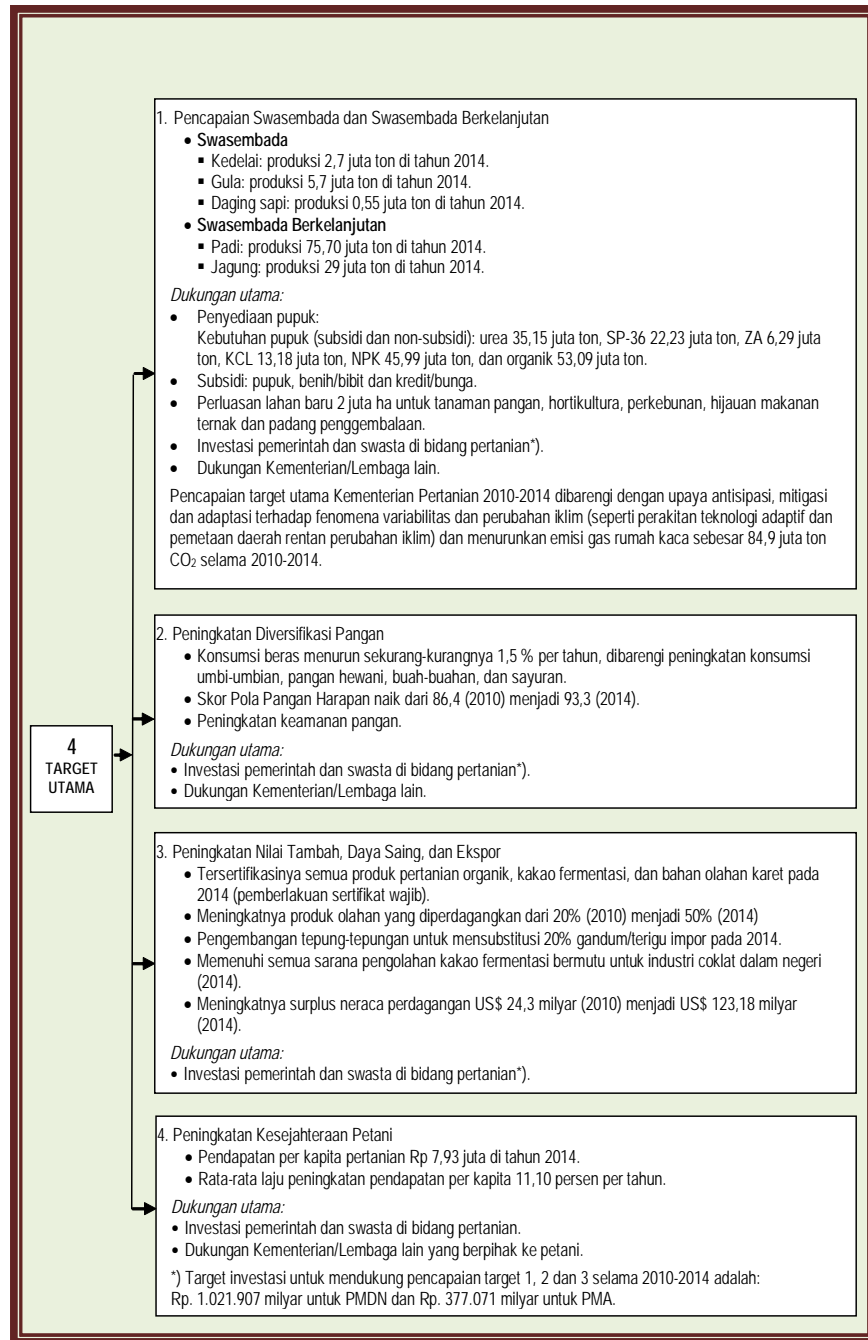 1. Pencapaian Swasembada dan Swasembada Berkelanjutan
• Swasembada
▪ Kedelai: produksi 2,7 juta ton di tahun 2014.
▪ Gula: produksi 5,7 juta ton di tahun 2014.
▪ Daging sapi: produksi 0,55 juta ton di tahun 2014.
• Swasembada Berkelanjutan
▪ Padi: produksi 75,70 juta ton di tahun 2014.
▪ Jagung: produksi 29 juta ton di tahun 2014.
Dukungan utama:
• Penyediaan pupuk:
Kebutuhan pupuk (subsidi dan non-subsidi): urea 35,15 juta ton, SP-36 22,23 juta ton, ZA 6,29 juta
ton, KCL 13,18 juta ton, NPK 45,99 juta ton, dan organik 53,09 juta ton.
• Subsidi: pupuk, benih/bibit dan kredit/bunga.
• Perluasan lahan baru 2 juta ha untuk tanaman pangan, hortikultura, perkebunan, hijauan makanan
ternak dan padang penggembalaan.
• Investasi pemerintah dan swasta di bidang pertanian*).
• Dukungan Kementerian/Lembaga lain.
Pencapaian target utama Kementerian Pertanian 2010-2014 dibarengi dengan upaya antisipasi, mitigasi
dan adaptasi terhadap fenomena variabilitas dan perubahan iklim (seperti perakitan teknologi adaptif dan
pemetaan daerah rentan perubahan iklim) dan menurunkan emisi gas rumah kaca sebesar 84,9 juta ton
CO2 selama 2010-2014.
2. Peningkatan Diversifikasi Pangan
• Konsumsi beras menurun sekurang-kurangnya 1,5 % per tahun, dibarengi peningkatan konsumsi
umbi-umbian, pangan hewani, buah-buahan, dan sayuran.
• Skor Pola Pangan Harapan naik dari 86,4 (2010) menjadi 93,3 (2014).
• Peningkatan keamanan pangan.
Dukungan utama:
• Investasi pemerintah dan swasta di bidang pertanian*).
• Dukungan Kementerian/Lembaga lain.
4
TARGET
UTAMA
3. Peningkatan Nilai Tambah, Daya Saing, dan Ekspor
• Tersertifikasinya semua produk pertanian organik, kakao fermentasi, dan bahan olahan karet pada
2014 (pemberlakuan sertifikat wajib).
• Meningkatnya produk olahan yang diperdagangkan dari 20% (2010) menjadi 50% (2014)
• Pengembangan tepung-tepungan untuk mensubstitusi 20% gandum/terigu impor pada 2014.
• Memenuhi semua sarana pengolahan kakao fermentasi bermutu untuk industri coklat dalam negeri
(2014).
• Meningkatnya surplus neraca perdagangan US$ 24,3 milyar (2010) menjadi US$ 123,18 milyar
(2014).
Dukungan utama:
• Investasi pemerintah dan swasta di bidang pertanian*).
4. Peningkatan Kesejahteraan Petani
• Pendapatan per kapita pertanian Rp 7,93 juta di tahun 2014.
• Rata-rata laju peningkatan pendapatan per kapita 11,10 persen per tahun.
Dukungan utama:
• Investasi pemerintah dan swasta di bidang pertanian.
• Dukungan Kementerian/Lembaga lain yang berpihak ke petani.
*) Target investasi untuk mendukung pencapaian target 1, 2 dan 3 selama 2010-2014 adalah:
Rp. 1.021.907 milyar untuk PMDN dan Rp. 377.071 milyar untuk PMA.